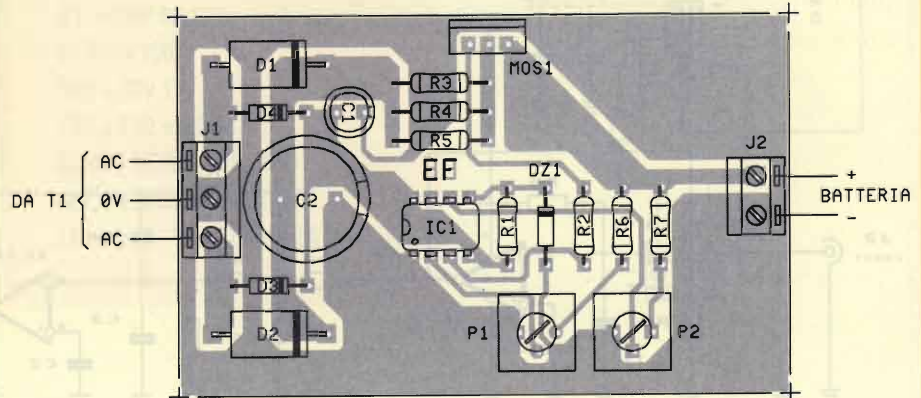 D1
MOS1
R3
D4
C1
R4
J1
R5
J2
AC
EF
DZ1
+
DA T1
0V
C2
IC1
R1
R2
R6
R7
BATTERIA
-
AC
D3
D2
P1
P2